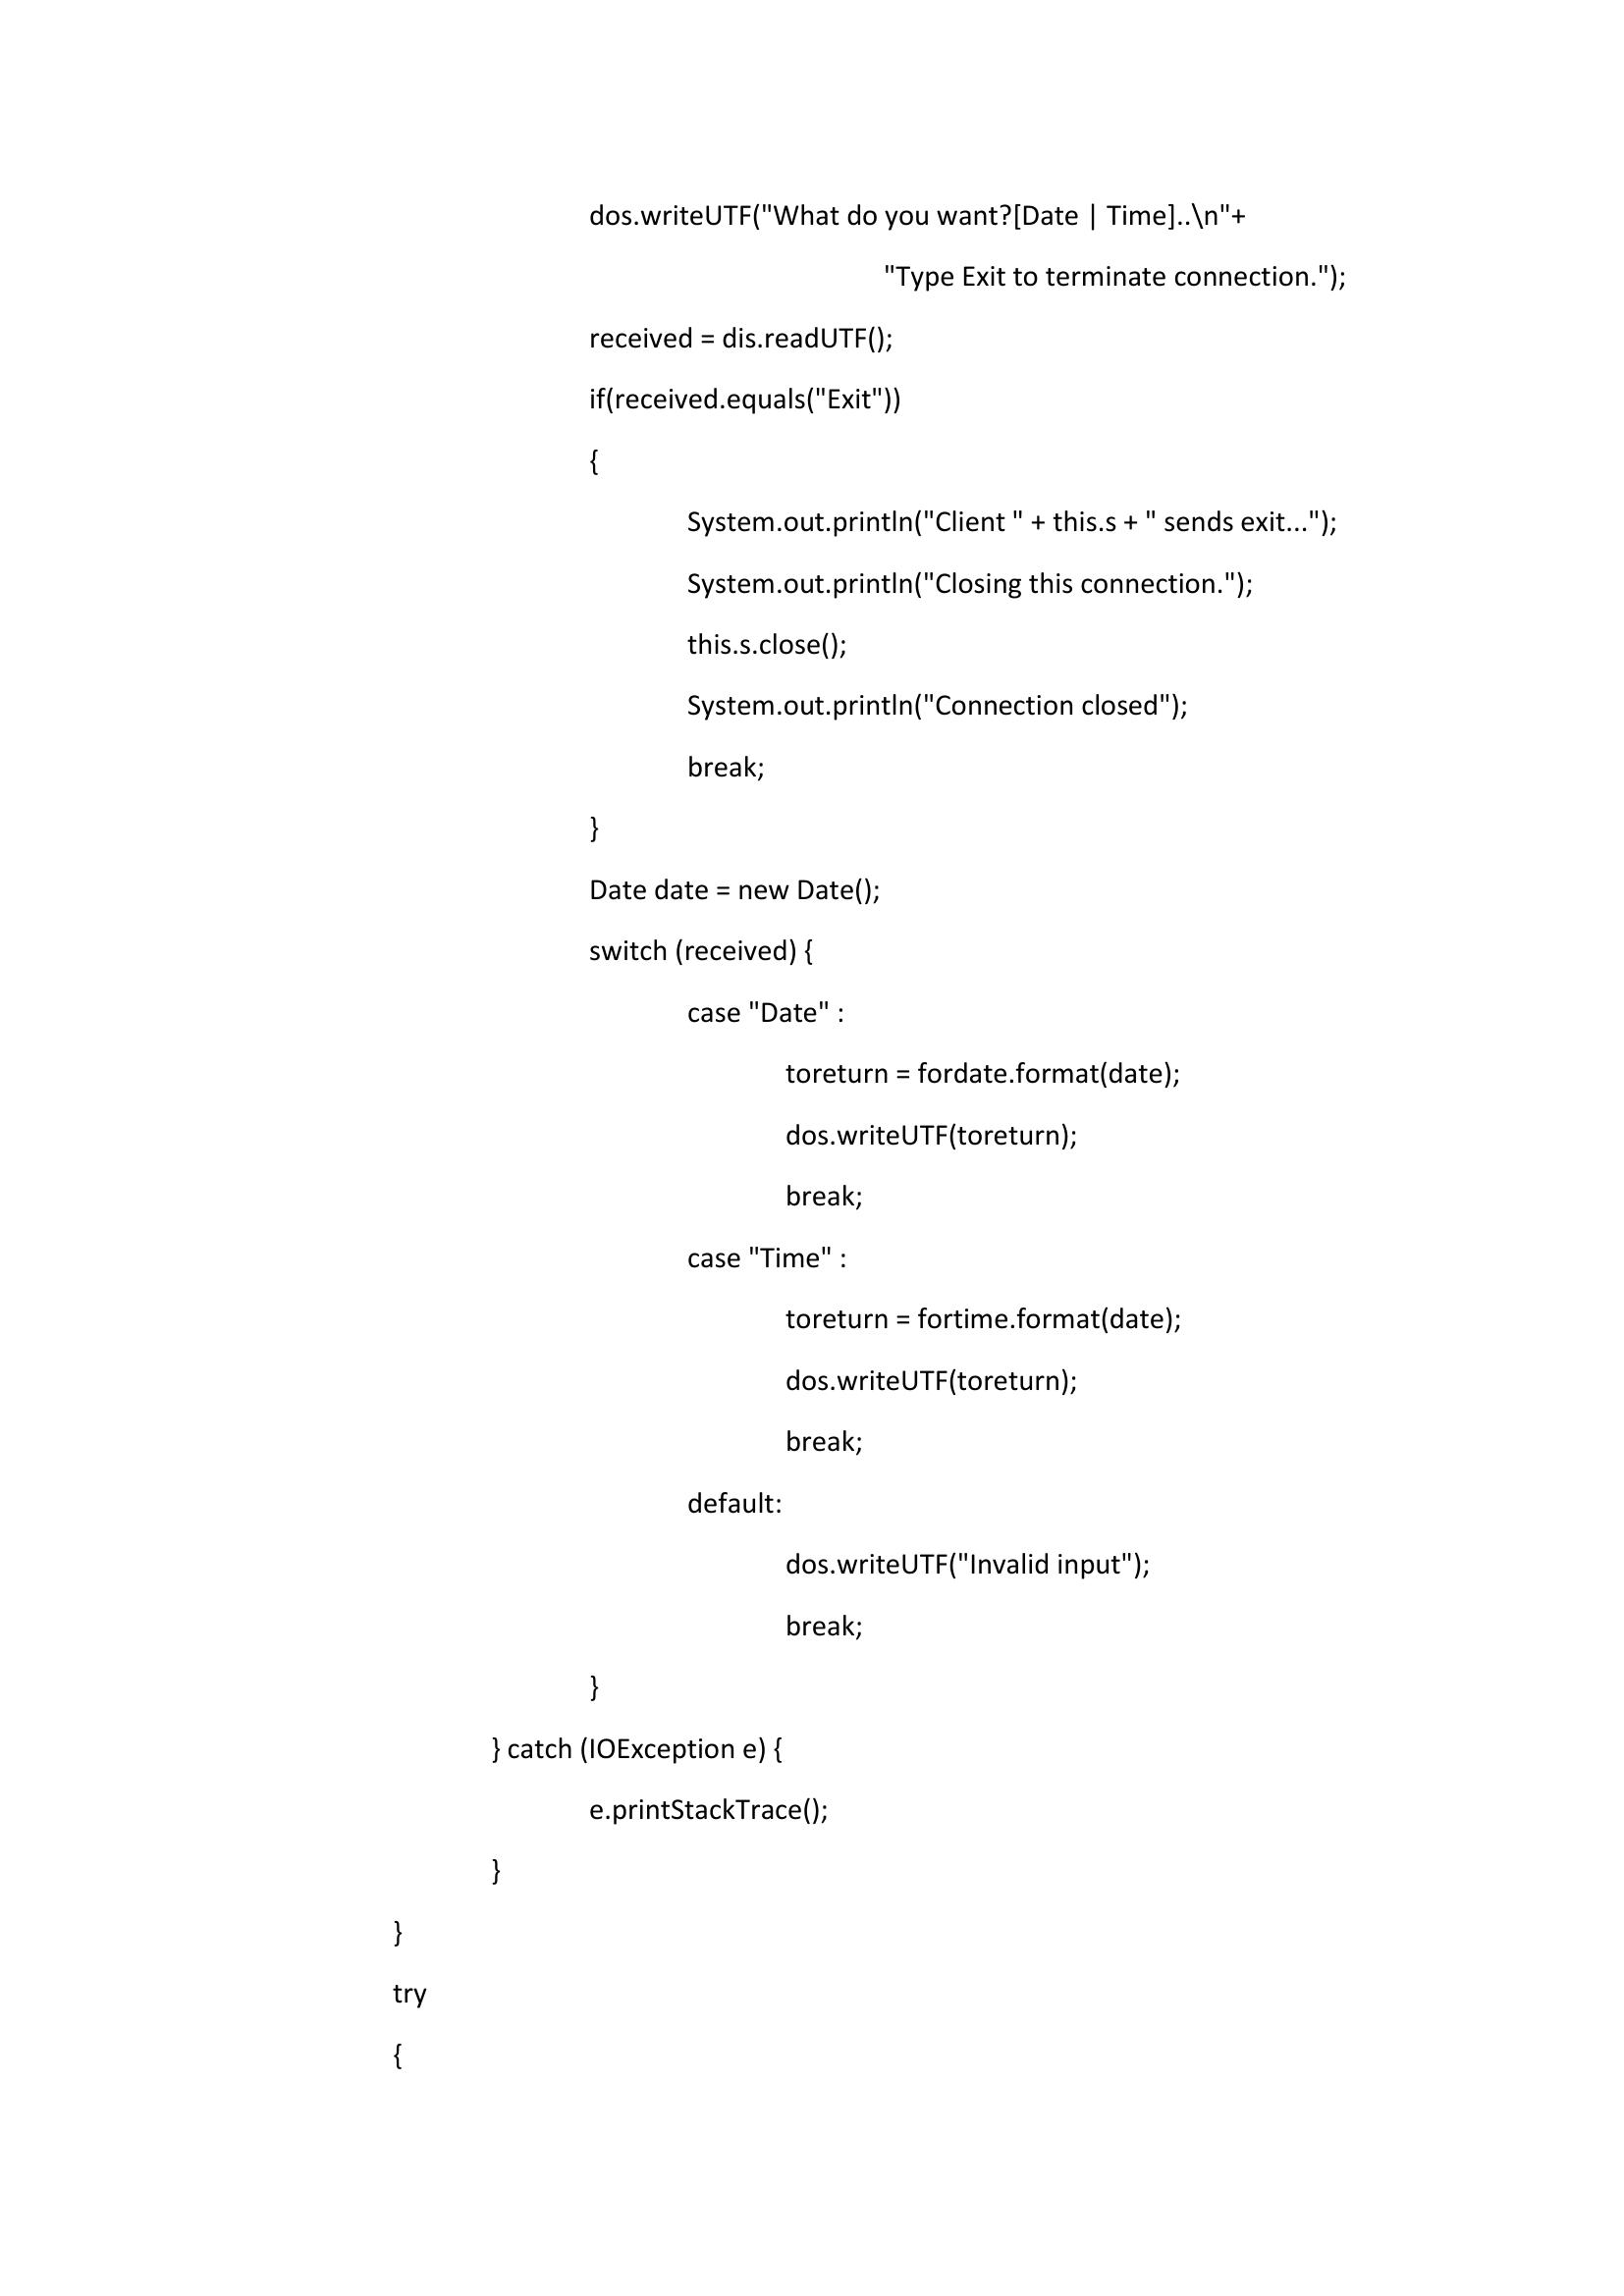 dos.writeUTF("What do you want?[Date | Time]..\n"+
"Type Exit to terminate connection.");
received = dis.readUTF();
if(received.equals("Exit"))
{
System.out.println("Client " + this.s + " sends exit...");
System.out.println("Closing this connection.");
this.s.close();
System.out.println("Connection closed");
break;
}
Date date = new Date();
switch (received) {
case "Date" :
toreturn = fordate.format(date);
dos.writeUTF(toreturn);
break;
case "Time" :
toreturn = fortime.format(date);
dos.writeUTF(toreturn);
break;
default:
dos.writeUTF("Invalid input");
break;
}
} catch (IOException e) {
e.printStackTrace();
}
}
try
{